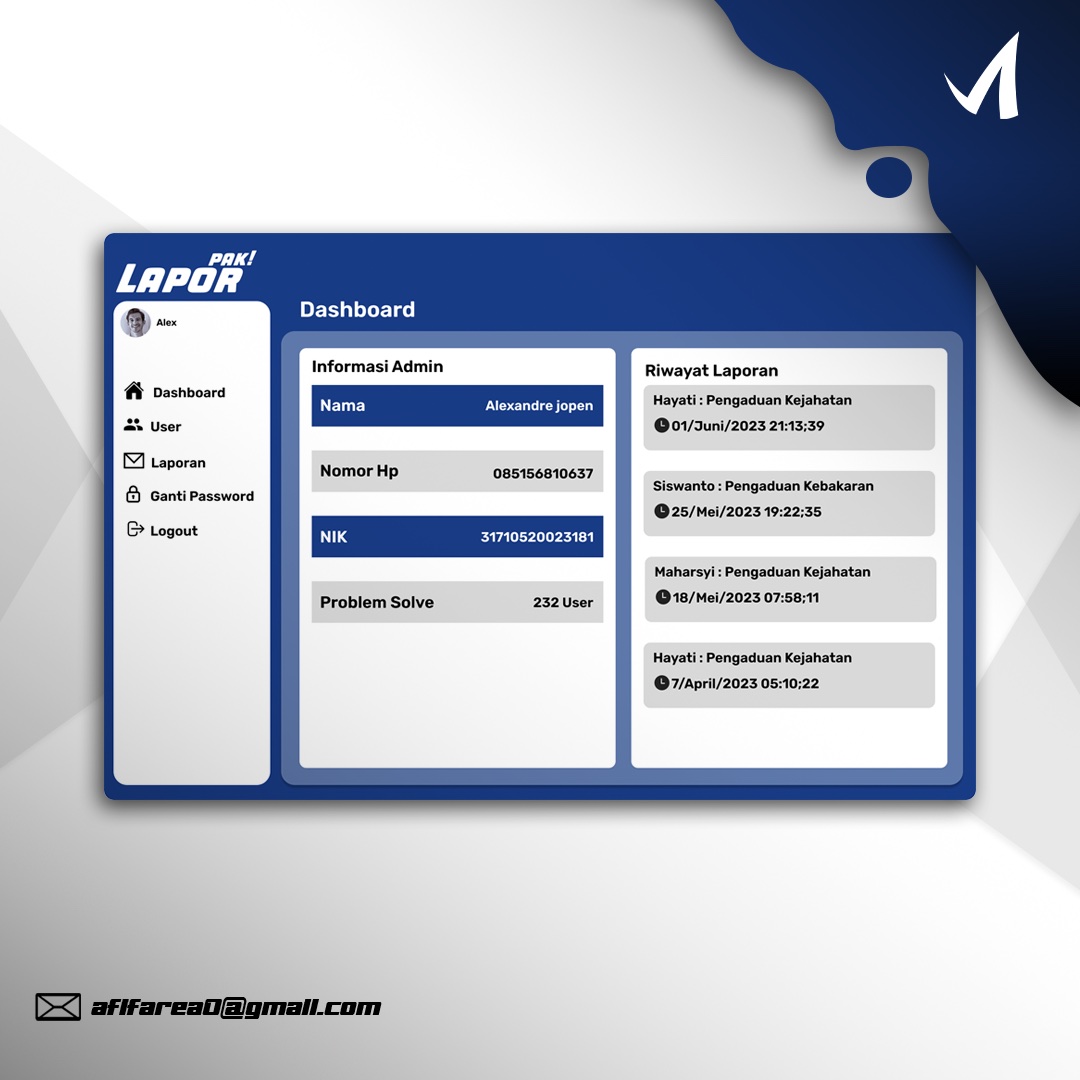 LAPOR PAK!
Alex
Dashboard
User
Laporan
Ganti Password
Logout
Dashboard
Informasi Admin
Nama Alexandre jopen
Nomor Hp 085156810637
NIK 31710520023181
Problem Solve 232 User
Riwayat Laporan
Hayati : Pengaduan Kejahatan
01/Juni/2023 21:13;39
Siswanto : Pengaduan Kebakaran
25/Mei/2023 19:22;35
Maharsyi : Pengaduan Kejahatan
18/Mei/2023 07:58;11
Hayati : Pengaduan Kejahatan
7/April/2023 05:10;22
afifarea0@gmail.com